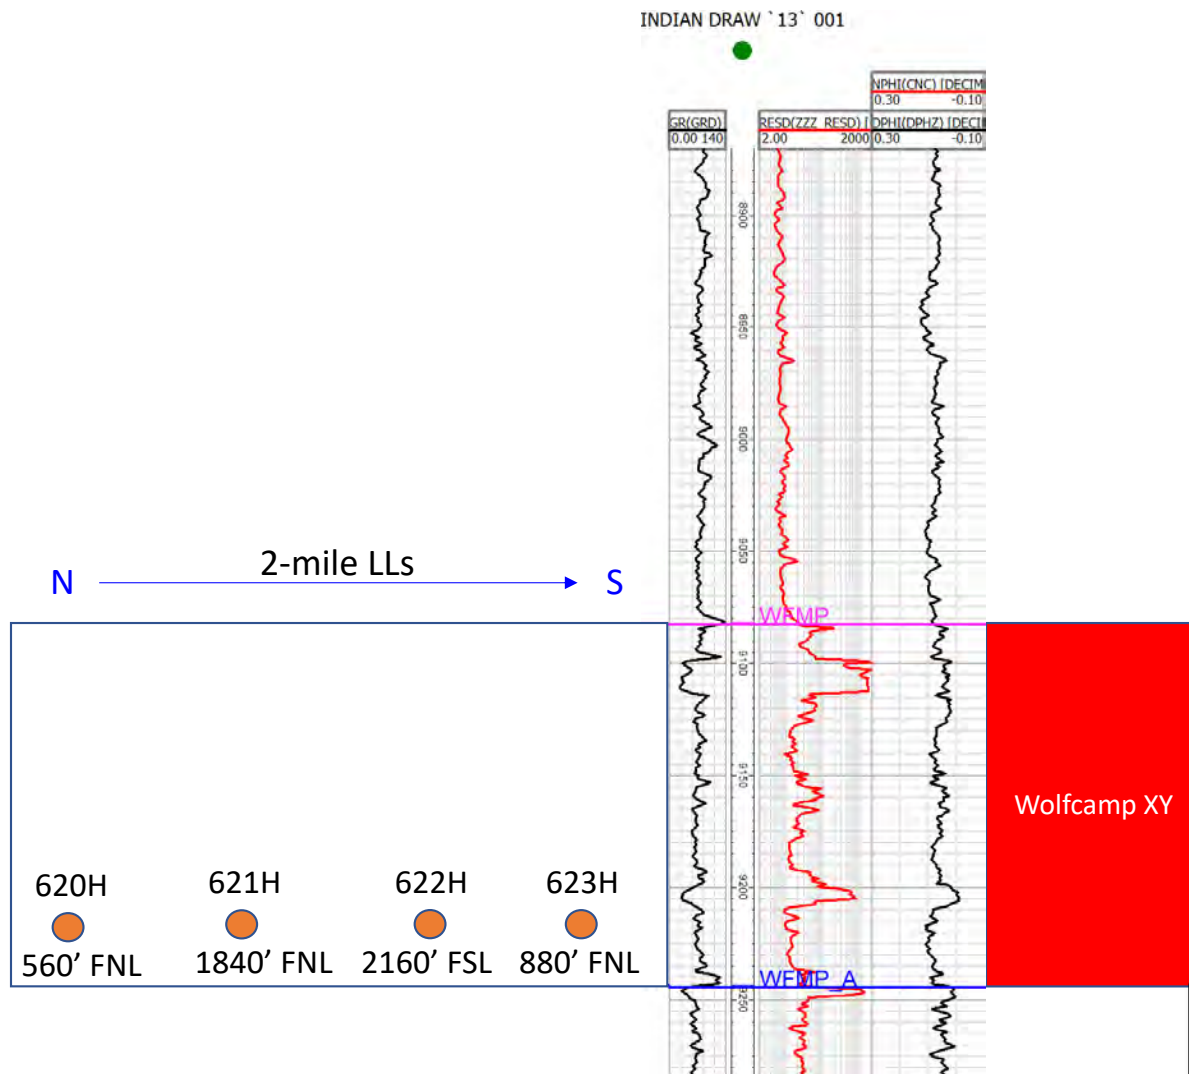 INDIAN DRAW `13` 001
NPHI(CNC) [DECIM
0.30 -0.10
GR(GRD)
0.00 140
RESD(ZZZ_RESD) [
2.00 2000
DPHI(DPHZ) [DECI
0.30 -0.10
8900
8950
9000
9050
2-mile LLs
N S
WFMP
9100
9150
Wolfcamp XY
9200
620H 621H 622H 623H
560’ FNL 1840’ FNL 2160’ FSL 880’ FNL
WFMP_A
9250